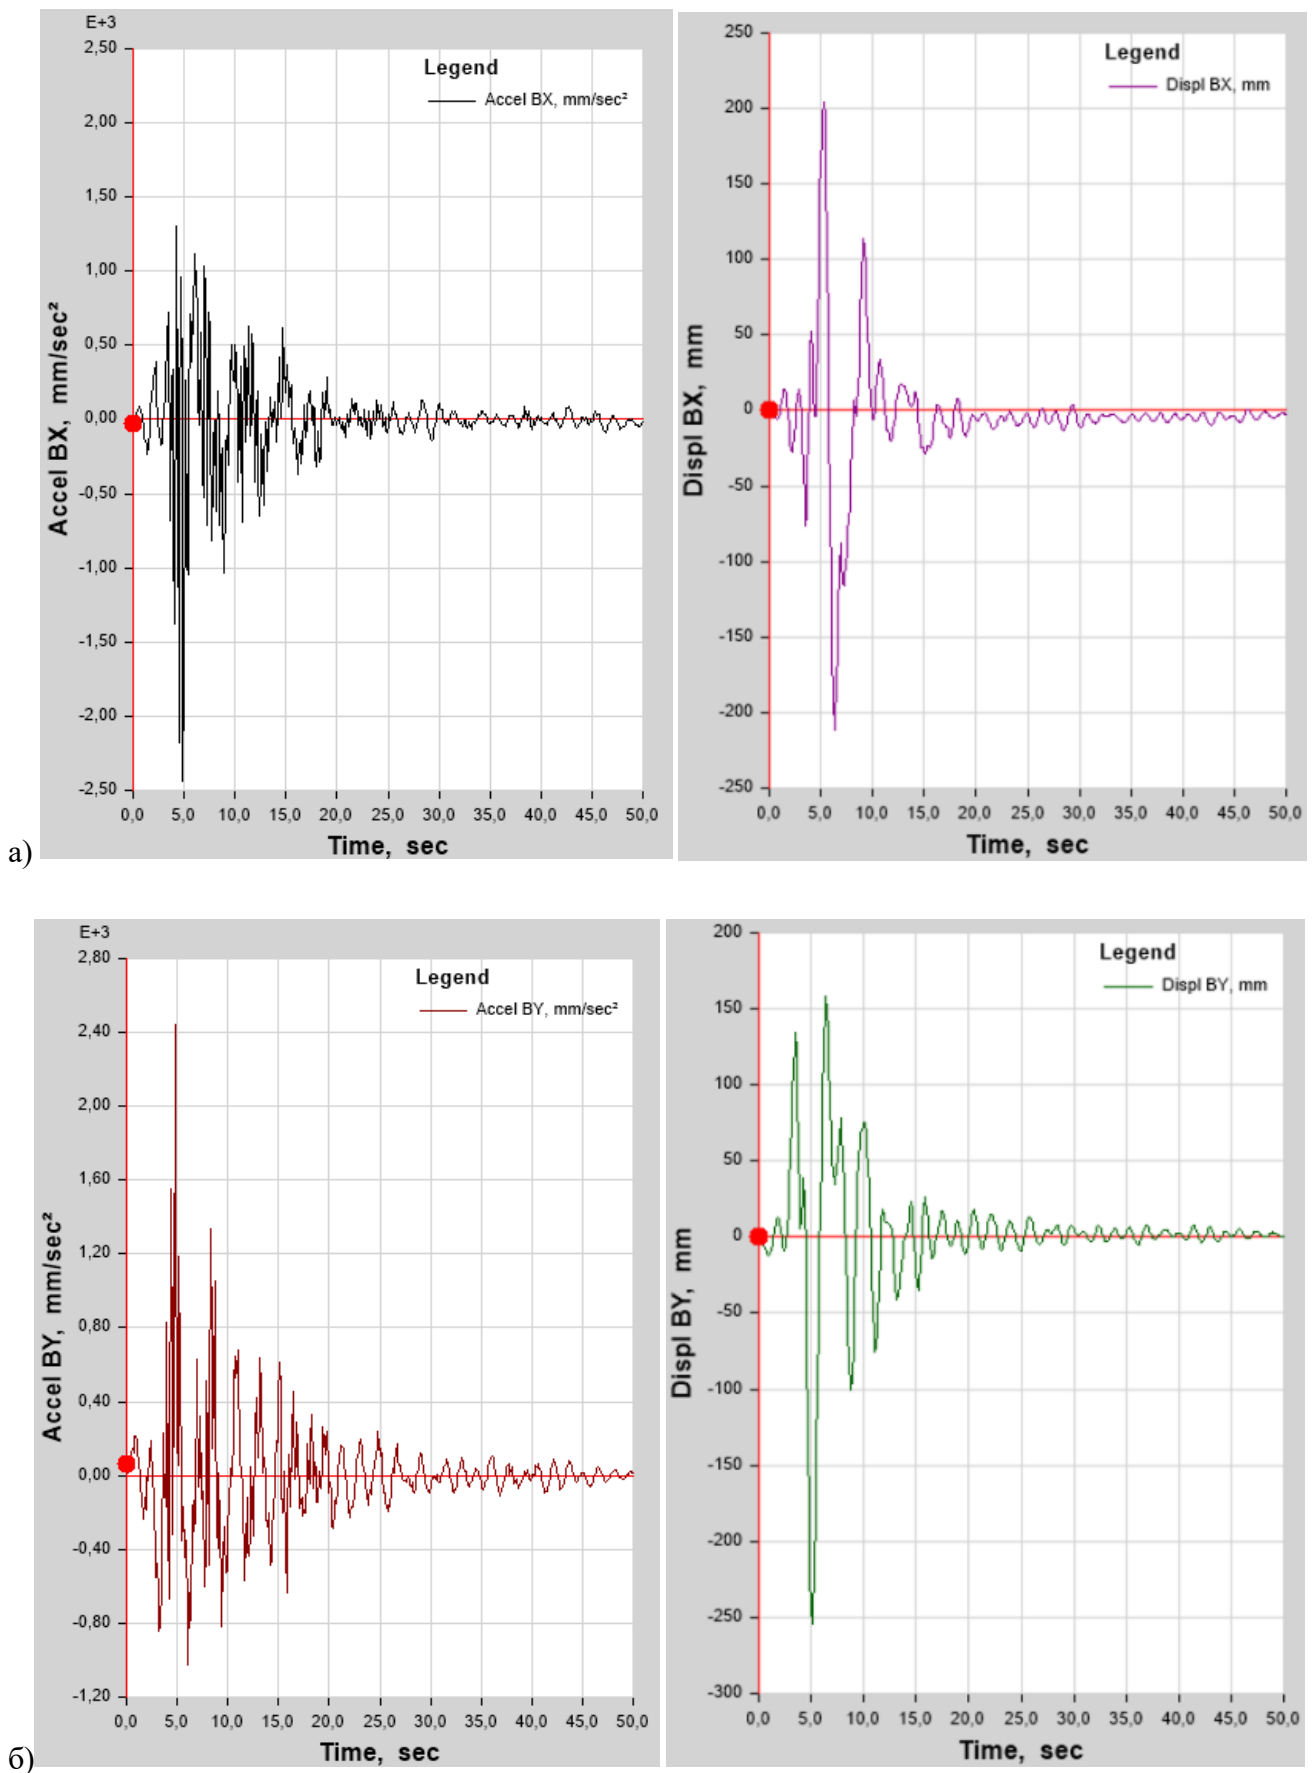 E+3
2,50
2,00
1,50
1,00
0,50
0,00
-0,50
-1,00
-1,50
-2,00
-2,50
Accel BX, mm/sec²
Legend
Accel BX, mm/sec²
0,0 5,0 10,0 15,0 20,0 25,0 30,0 35,0 40,0 45,0 50,0
Time, sec
250
200
150
100
50
0
-50
-100
-150
-200
-250
Displ BX, mm
Legend
Displ BX, mm
0,0 5,0 10,0 15,0 20,0 25,0 30,0 35,0 40,0 45,0 50,0
Time, sec
а)
E+3
2,80
2,40
2,00
1,60
1,20
0,80
0,40
0,00
-0,40
-0,80
-1,20
Accel BY, mm/sec²
Legend
Accel BY, mm/sec²
0,0 5,0 10,0 15,0 20,0 25,0 30,0 35,0 40,0 45,0 50,0
Time, sec
200
150
100
50
0
-50
-100
-150
-200
-250
-300
Displ BY, mm
Legend
Displ BY, mm
0,0 5,0 10,0 15,0 20,0 25,0 30,0 35,0 40,0 45,0 50,0
Time, sec
б)